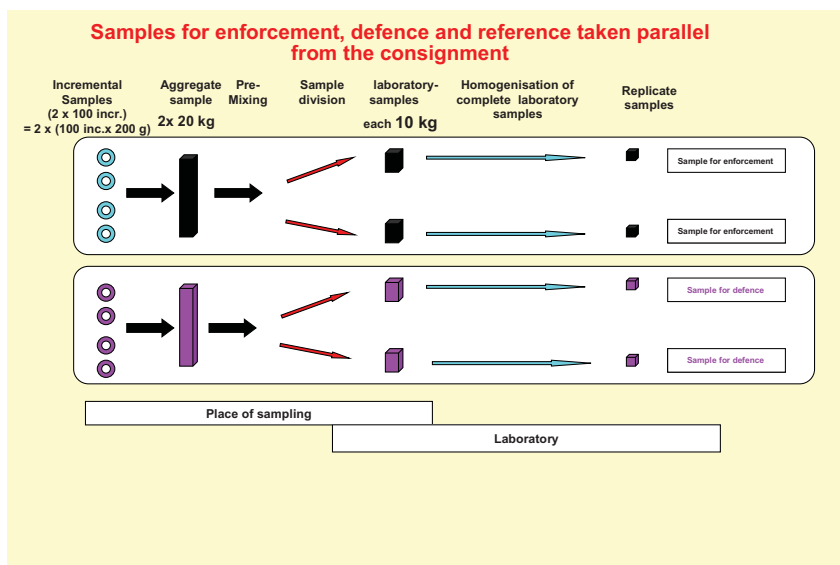 Samples for enforcement, defence and reference taken parallel
from the consignment
Incremental
Samples
(2 x 100 incr.)
= 2 x (100 inc.x 200 g)
Aggregate
sample
2x 20 kg
Pre-
Mixing
Sample
division
laboratory-
samples
each 10 kg
Homogenisation of
complete laboratory
samples
Replicate
samples
Sample for enforcement
Sample for enforcement
Sample for defence
Sample for defence
Place of sampling
Laboratory